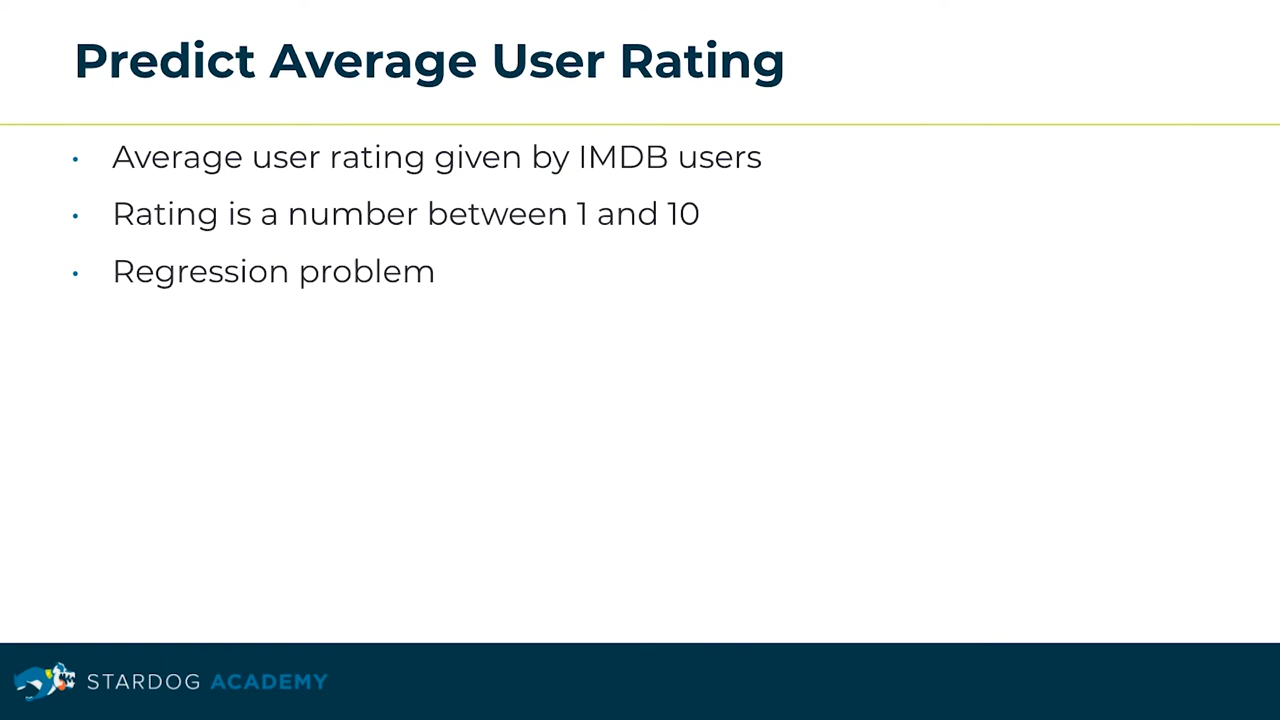 Predict Average User Rating
• Average user rating given by IMDB users
• Rating is a number between 1 and 10
• Regression problem
STARDOG ACADEMY